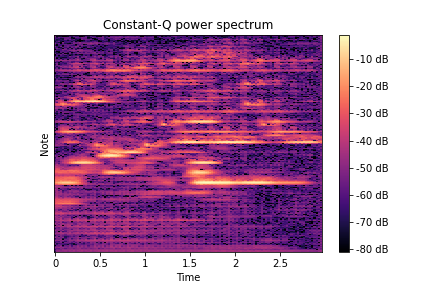 Constant-Q power spectrum
Note
-10 dB
-20 dB
-30 dB
-40 dB
-50 dB
-60 dB
-70 dB
-80 dB
0 0.5 1 1.5 2 2.5
Time